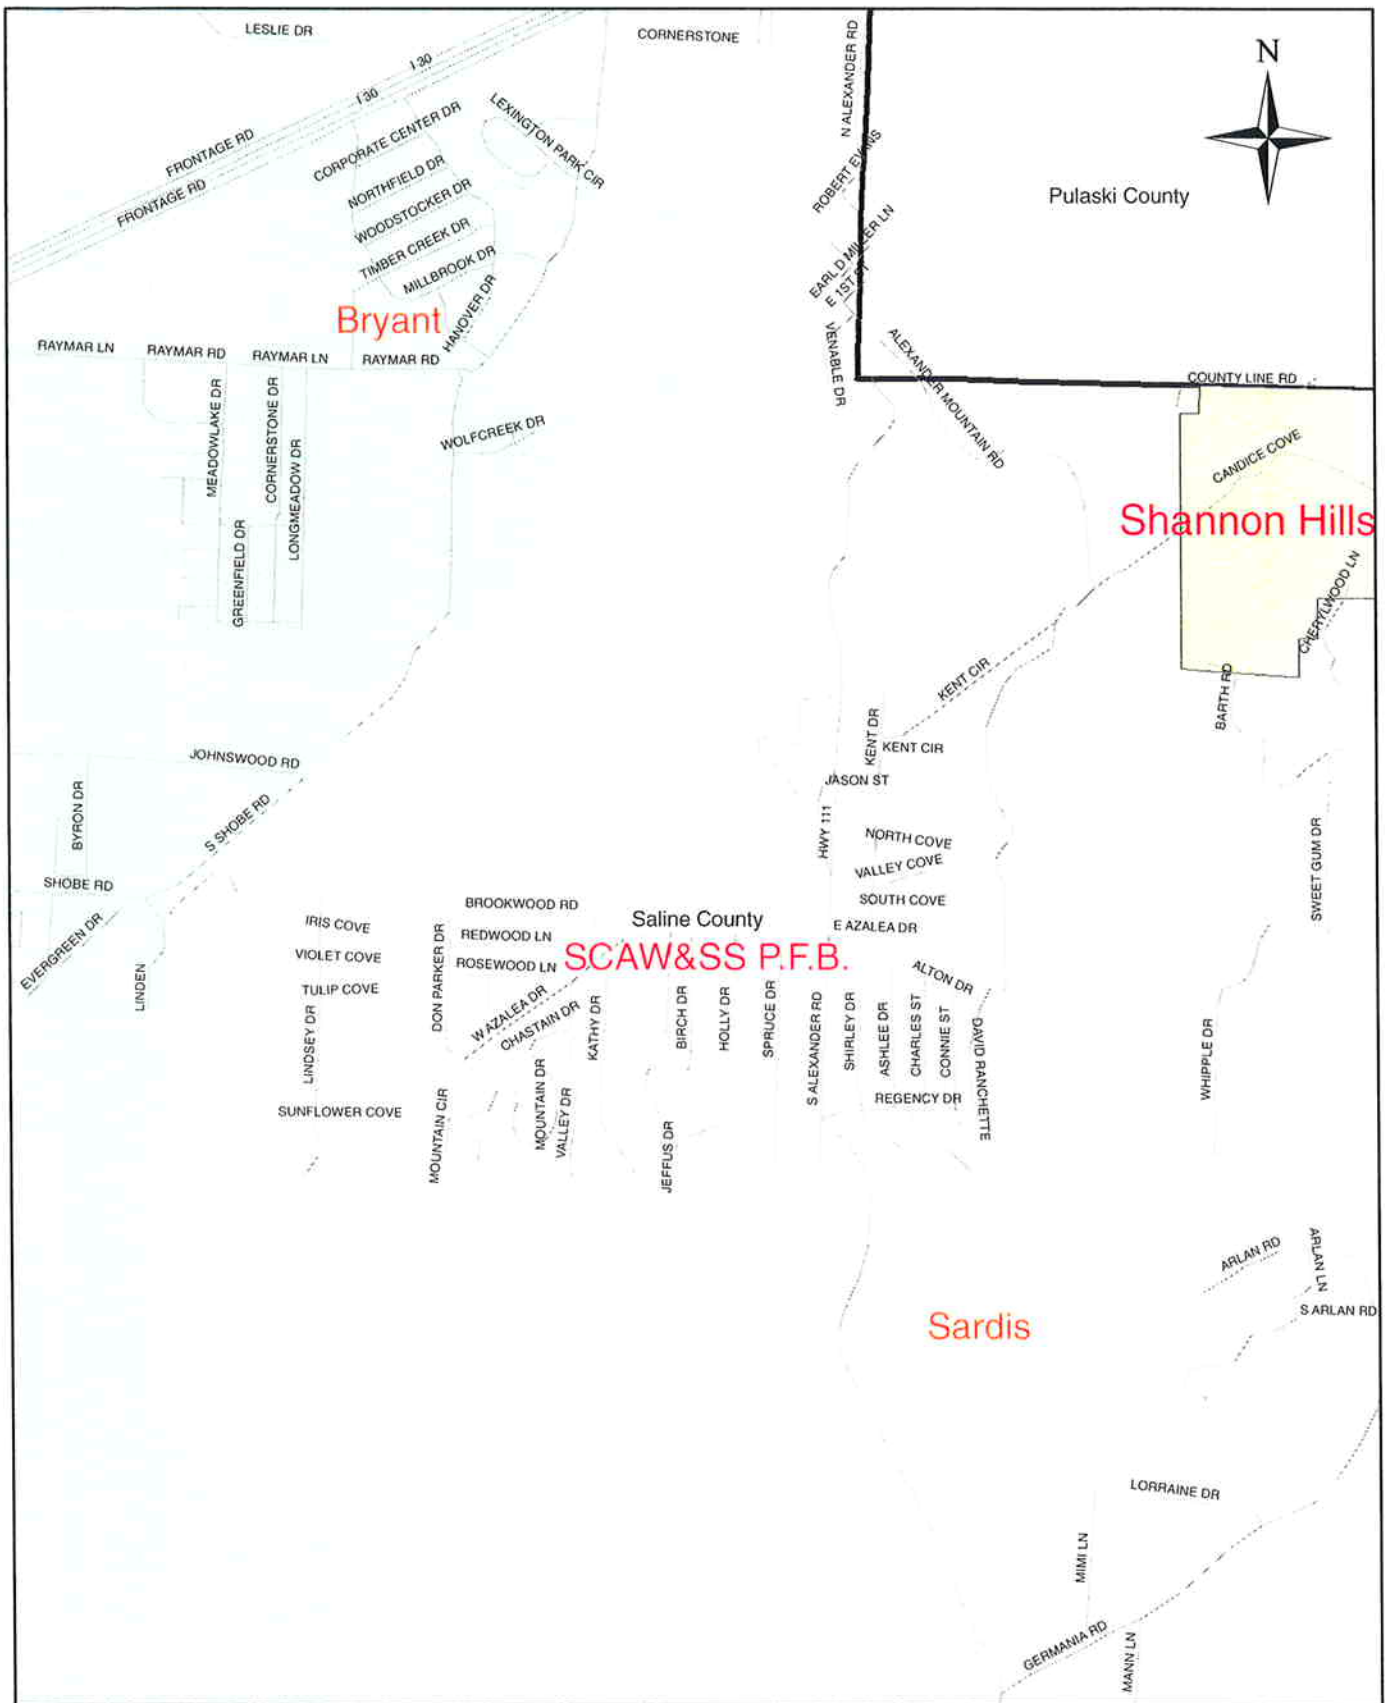 LESLIE DR
CORNERSTONE
N ALEXANDER RD
N
I 30
I 30
FRONTAGE RD
FRONTAGE RD
CORPORATE CENTER DR
LEXINGTON PARK CIR
NORTHFIELD DR
WOODSTOCKER DR
TIMBER CREEK DR
MILLBROOK DR
HANOVER DR
ROBERT EVANS
Pulaski County
EARL D MILLER LN
E 1ST ST
VENABLE DR
Bryant
RAYMAR LN
RAYMAR RD
RAYMAR LN
RAYMAR RD
ALEXANDER MOUNTAIN RD
COUNTY LINE RD
MEADOWLAKE DR
CORNERSTONE DR
LONGMEADOW DR
GREENFIELD DR
WOLFCREEK DR
CANDICE COVE
Shannon Hills
CHERYLWOOD LN
BARTH RD
KENT CIR
KENT DR
KENT CIR
JASON ST
JOHNSWOOD RD
BYRON DR
S SHOBE RD
SHOBE RD
EVERGREEN DR
LINDEN
HWY 111
NORTH COVE
VALLEY COVE
SOUTH COVE
E AZALEA DR
SWEET GUM DR
IRIS COVE
VIOLET COVE
TULIP COVE
LINDSEY DR
SUNFLOWER COVE
DON PARKER DR
BROOKWOOD RD
REDWOOD LN
ROSEWOOD LN
Saline County
SCAW&SS P.F.B.
W AZALEA DR
CHASTAIN DR
KATHY DR
BIRCH DR
HOLLY DR
SPRUCE DR
S ALEXANDER RD
SHIRLEY DR
ASHLEE DR
CHARLES ST
CONNIE ST
ALTON DR
DAVID RANCHETTE
REGENCY DR
WHIPPLE DR
MOUNTAIN CIR
MOUNTAIN DR
VALLEY DR
JEFFUS DR
ARLAN RD
ARLAN LN
S ARLAN RD
Sardis
LORRAINE DR
MIMI LN
GERMANIA RD
MANN LN